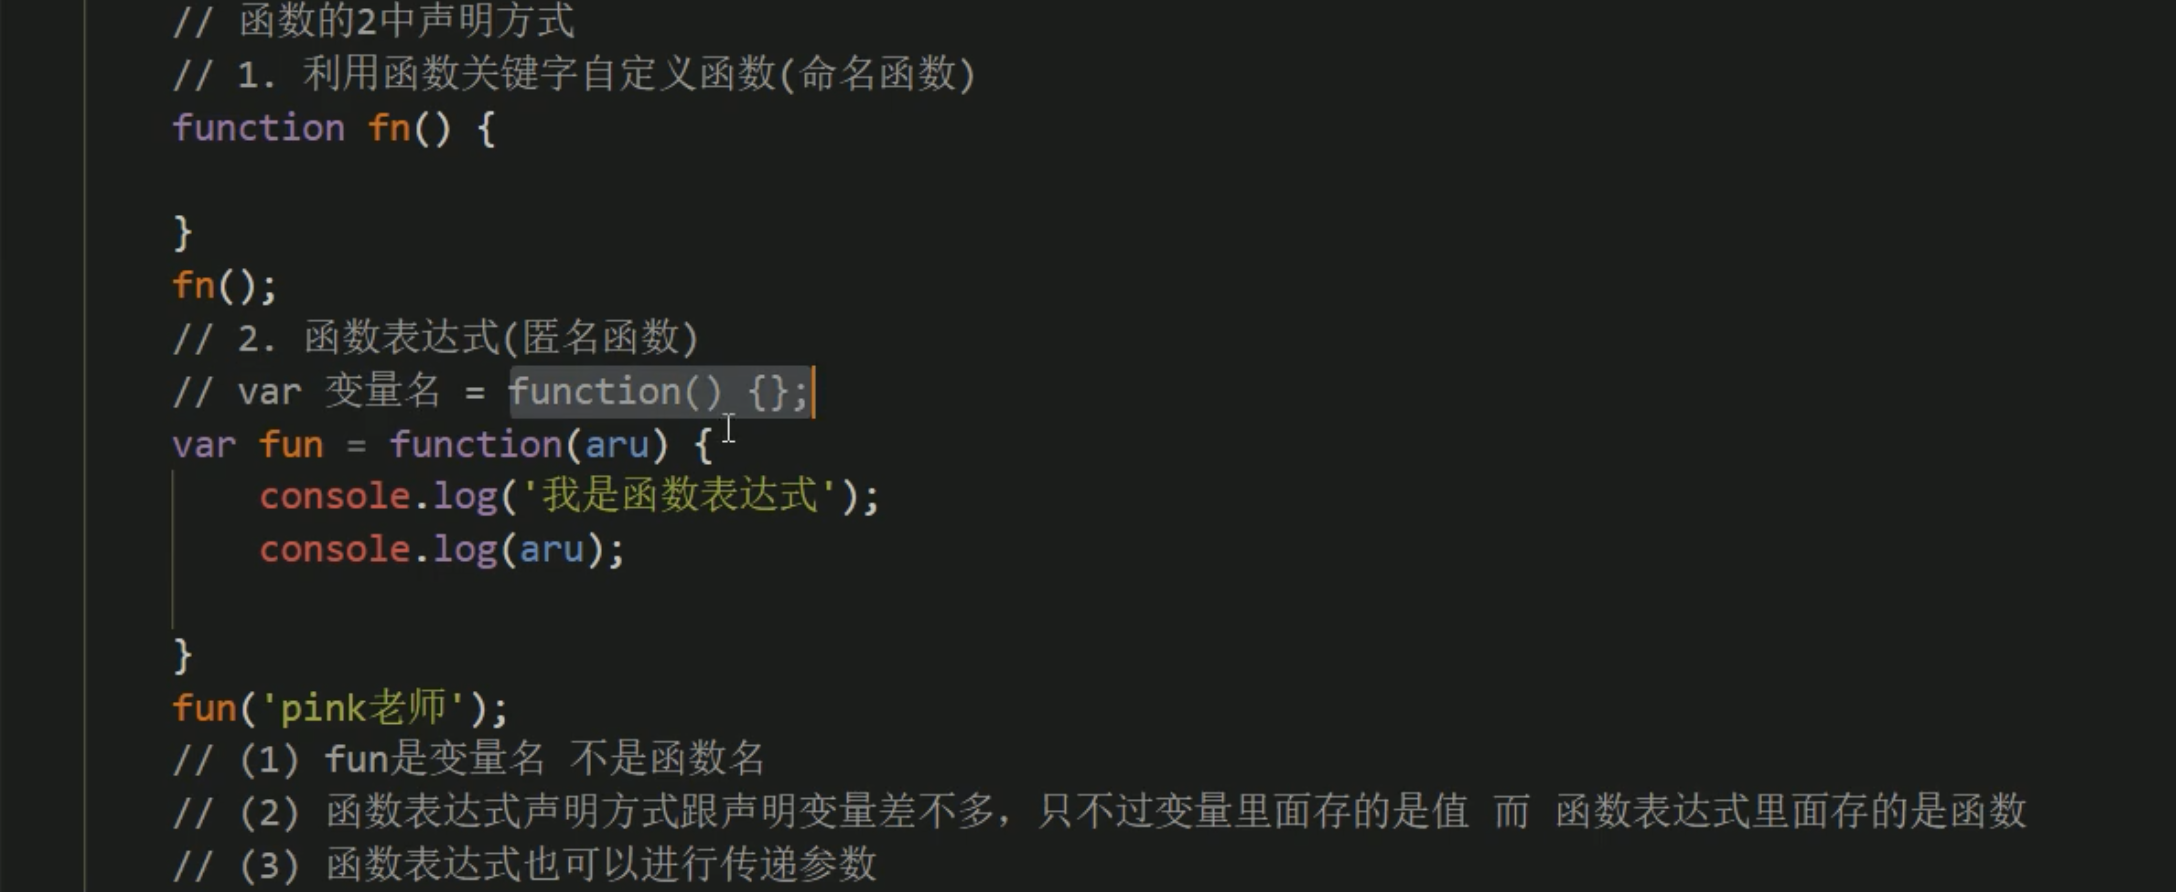 // 函数的2中声明方式
// 1. 利用函数关键字自定义函数(命名函数)
function fn() {
}
fn();
// 2. 函数表达式(匿名函数)
// var 变量名 = function() {};
var fun = function(aru) {
console.log('我是函数表达式');
console.log(aru);
}
fun('pink老师');
// (1) fun是变量名 不是函数名
// (2) 函数表达式声明方式跟声明变量差不多，只不过变量里面存的是值 而 函数表达式里面存的是函数
// (3) 函数表达式也可以进行传递参数